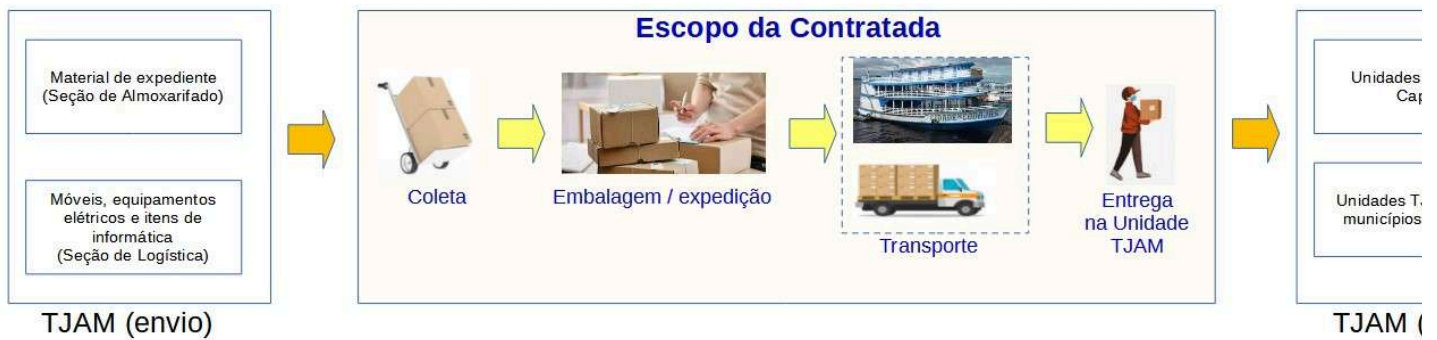 Escopo da Contratada
Material de expediente
(Seção de Almoxarifado)
Móveis, equipamentos
elétricos e itens de
informática
(Seção de Logística)
TJAM (envio)
Coleta
Embalagem / expedição
Transporte
Entrega
na Unidade
TJAM
Unidades
Cap
Unidades T
municípios
TJAM (